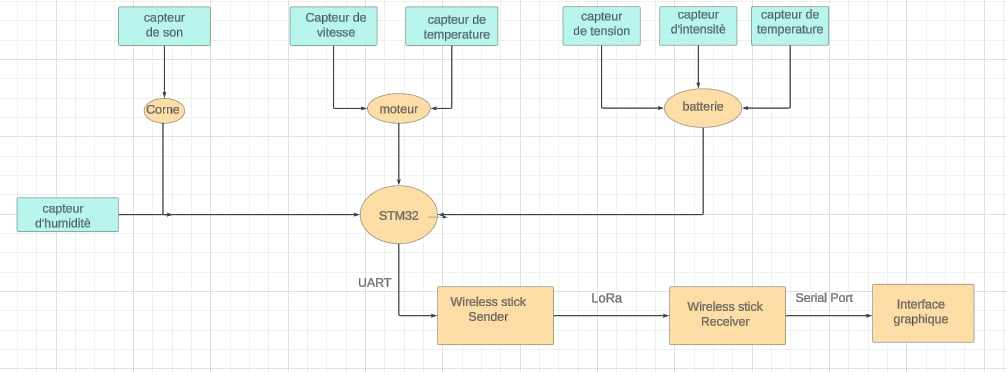 capteur
de son
Capteur de
vitesse
capteur de
temperature
capteur
de tension
capteur
d'intensitè
capteur de
temperature
Corne
moteur
batterie
capteur
d'humiditè
STM32
UART
Wireless stick
Sender
LoRa
Wireless stick
Receiver
Serial Port
Interface
graphique